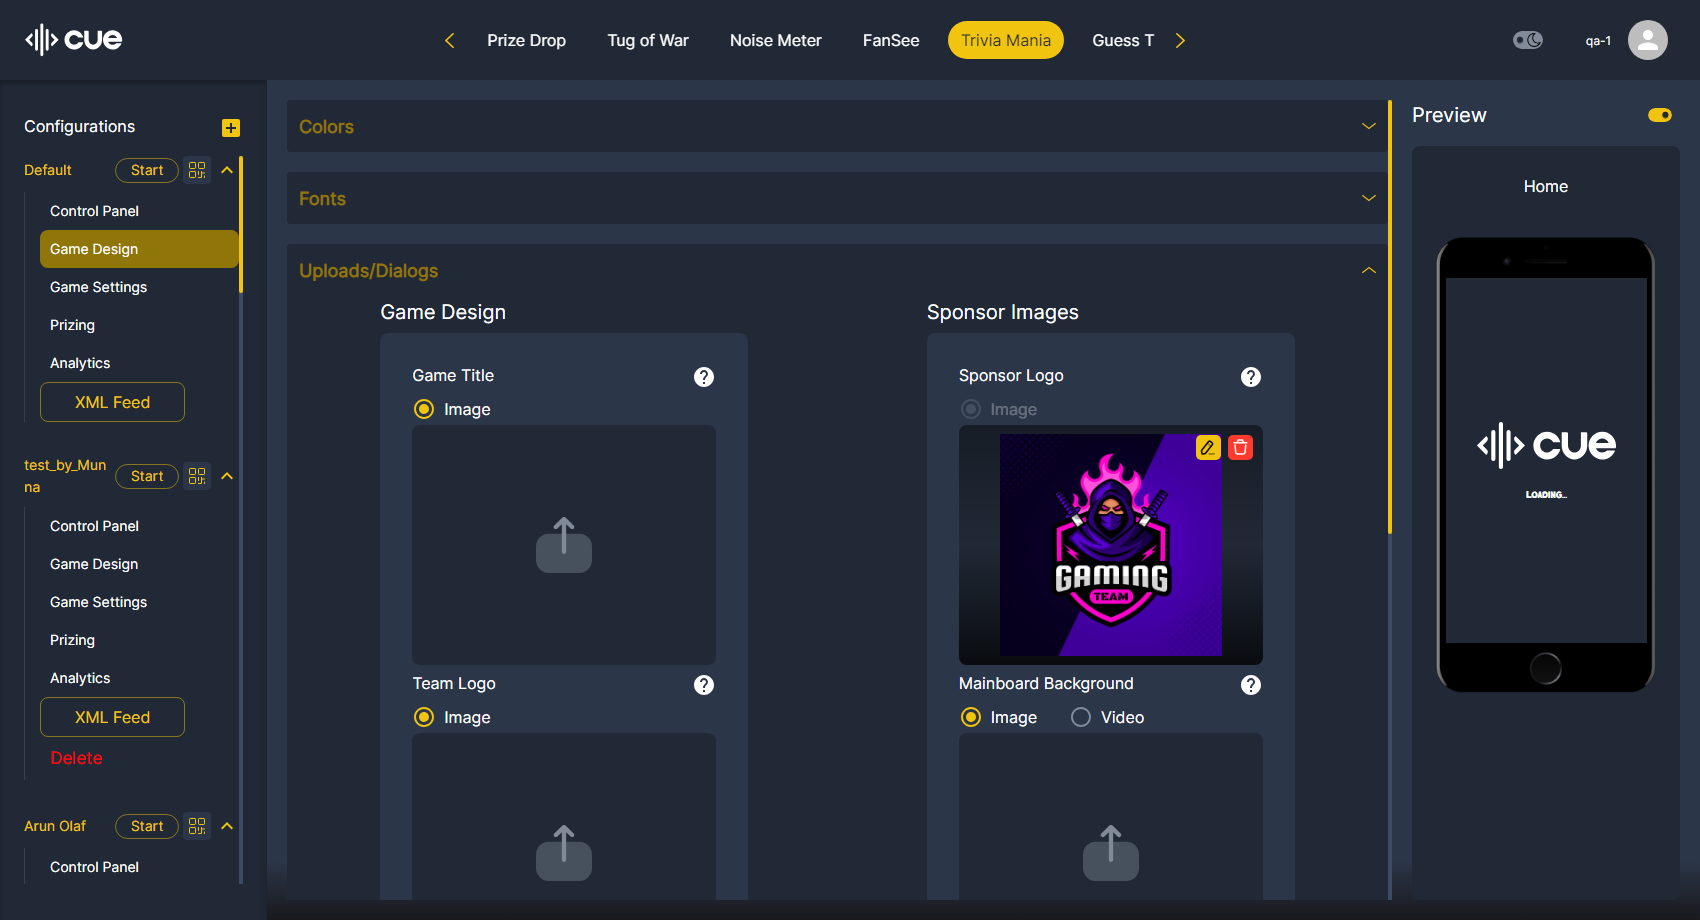 cue
Prize Drop
Tug of War
Noise Meter
FanSee
Trivia Mania
Guess T
qa-1
Configurations
Default
Start
Control Panel
Game Design
Game Settings
Prizing
Analytics
XML Feed
test_by_Mun
na
Start
Control Panel
Game Design
Game Settings
Prizing
Analytics
XML Feed
Delete
Arun Olaf
Start
Control Panel
Colors
Fonts
Uploads/Dialogs
Game Design
Game Title
Image
Team Logo
Image
Sponsor Images
Sponsor Logo
Image
GAMING
TEAM
Mainboard Background
Image
Video
Preview
Home
cue
LOADING...